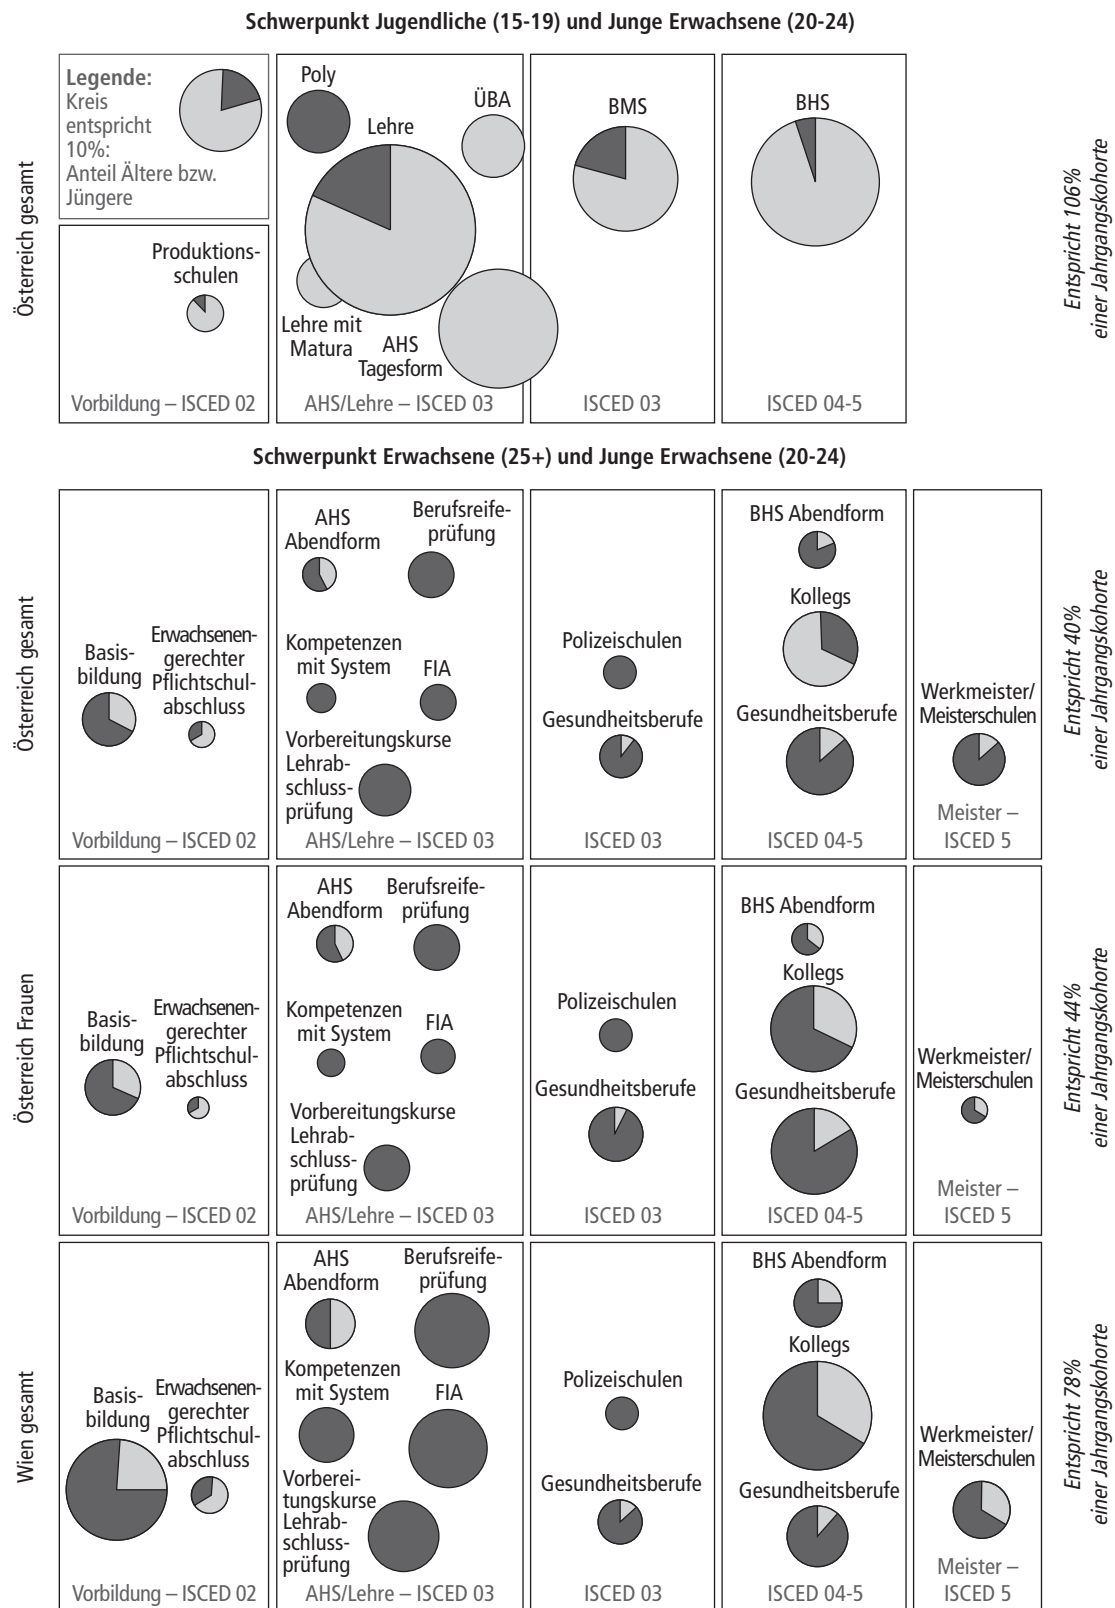 Schwerpunkt Jugendliche (15-19) und Junge Erwachsene (20-24)
Österreich gesamt
Legende:
Kreis
entspricht
10%:
Anteil Ältere bzw.
Jüngere
Produktions-
schulen
Vorbildung – ISCED 02
Poly
ÜBA
Lehre
Lehre mit
Matura
AHS
Tagesform
AHS/Lehre – ISCED 03
BMS
ISCED 03
BHS
ISCED 04-5
Entspricht 106%
einer Jahrgangskohorte
Schwerpunkt Erwachsene (25+) und Junge Erwachsene (20-24)
Österreich gesamt
Basis-
bildung
Erwachsenen-
gerechter
Pflichtschul-
abschluss
Vorbildung – ISCED 02
AHS
Abendform
Berufsreife-
prüfung
Kompetenzen
mit System
FIA
Vorbereitungskurse
Lehrab-
schluss-
prüfung
AHS/Lehre – ISCED 03
Polizeischulen
Gesundheitsberufe
ISCED 03
BHS Abendform
Kollegs
Gesundheitsberufe
ISCED 04-5
Werkmeister/
Meisterschulen
Meister –
ISCED 5
Entspricht 40%
einer Jahrgangskohorte
Österreich Frauen
Basis-
bildung
Erwachsenen-
gerechter
Pflichtschul-
abschluss
Vorbildung – ISCED 02
AHS
Abendform
Berufsreife-
prüfung
Kompetenzen
mit System
FIA
Vorbereitungskurse
Lehrab-
schluss-
prüfung
AHS/Lehre – ISCED 03
Polizeischulen
Gesundheitsberufe
ISCED 03
BHS Abendform
Kollegs
Gesundheitsberufe
ISCED 04-5
Werkmeister/
Meisterschulen
Meister –
ISCED 5
Entspricht 44%
einer Jahrgangskohorte
Wien gesamt
Basis-
bildung
Erwachsenen-
gerechter
Pflichtschul-
abschluss
Vorbildung – ISCED 02
AHS
Abendform
Berufsreife-
prüfung
Kompetenzen
mit System
FIA
Vorberei-
tungskurse
Lehrab-
schluss-
prüfung
AHS/Lehre – ISCED 03
Polizeischulen
Gesundheitsberufe
ISCED 03
BHS Abendform
Kollegs
Gesundheitsberufe
ISCED 04-5
Werkmeister/
Meisterschulen
Meister –
ISCED 5
Entspricht 78%
einer Jahrgangskohorte